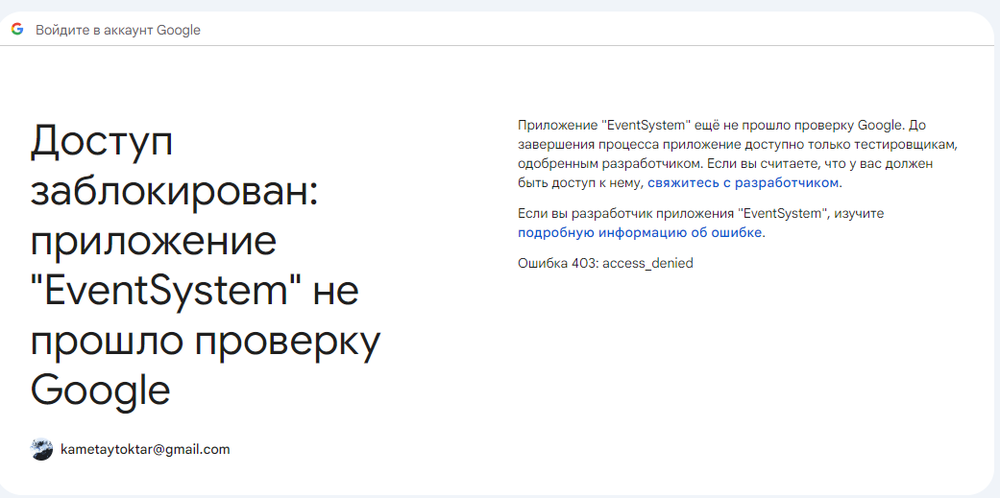 Войдите в аккаунт Google
Доступ
заблокирован:
приложение
"EventSystem" не
прошло проверку
Google
kametaytoktar@gmail.com
Приложение "EventSystem" ещё не прошло проверку Google. До
завершения процесса приложение доступно только тестировщикам,
одобренным разработчиком. Если вы считаете, что у вас должен
быть доступ к нему, свяжитесь с разработчиком.
Если вы разработчик приложения "EventSystem", изучите
подробную информацию об ошибке.
Ошибка 403: access_denied